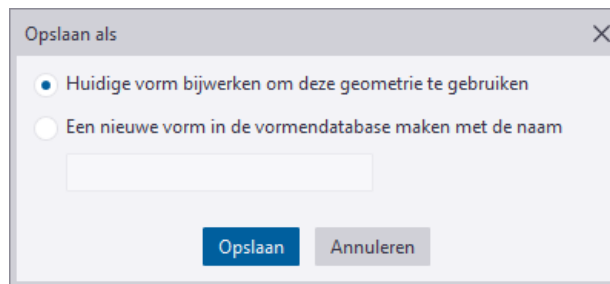 Opslaan als
Huidige vorm bijwerken om deze geometrie te gebruiken
Een nieuwe vorm in de vormendatabase maken met de naam
Opslaan Annuleren